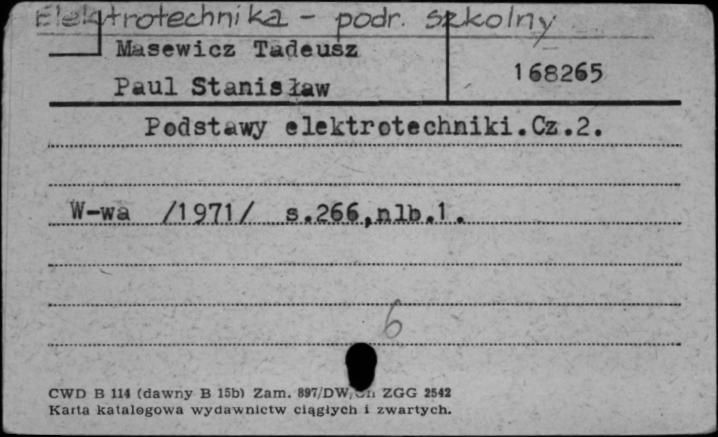 Elektrotechnika - podr. szkolny
Masewicz Tadeusz
Paul Stanisław
168265
Podstawy elektrotechniki.Cz.2.
W-wa /1971/ s.266,nlb.1.
6
CWD B 114 (dawny B 15b) Zam. 897/DW/ ZGG 2542
Karta katalogowa wydawnictw ciągłych i zwartych.